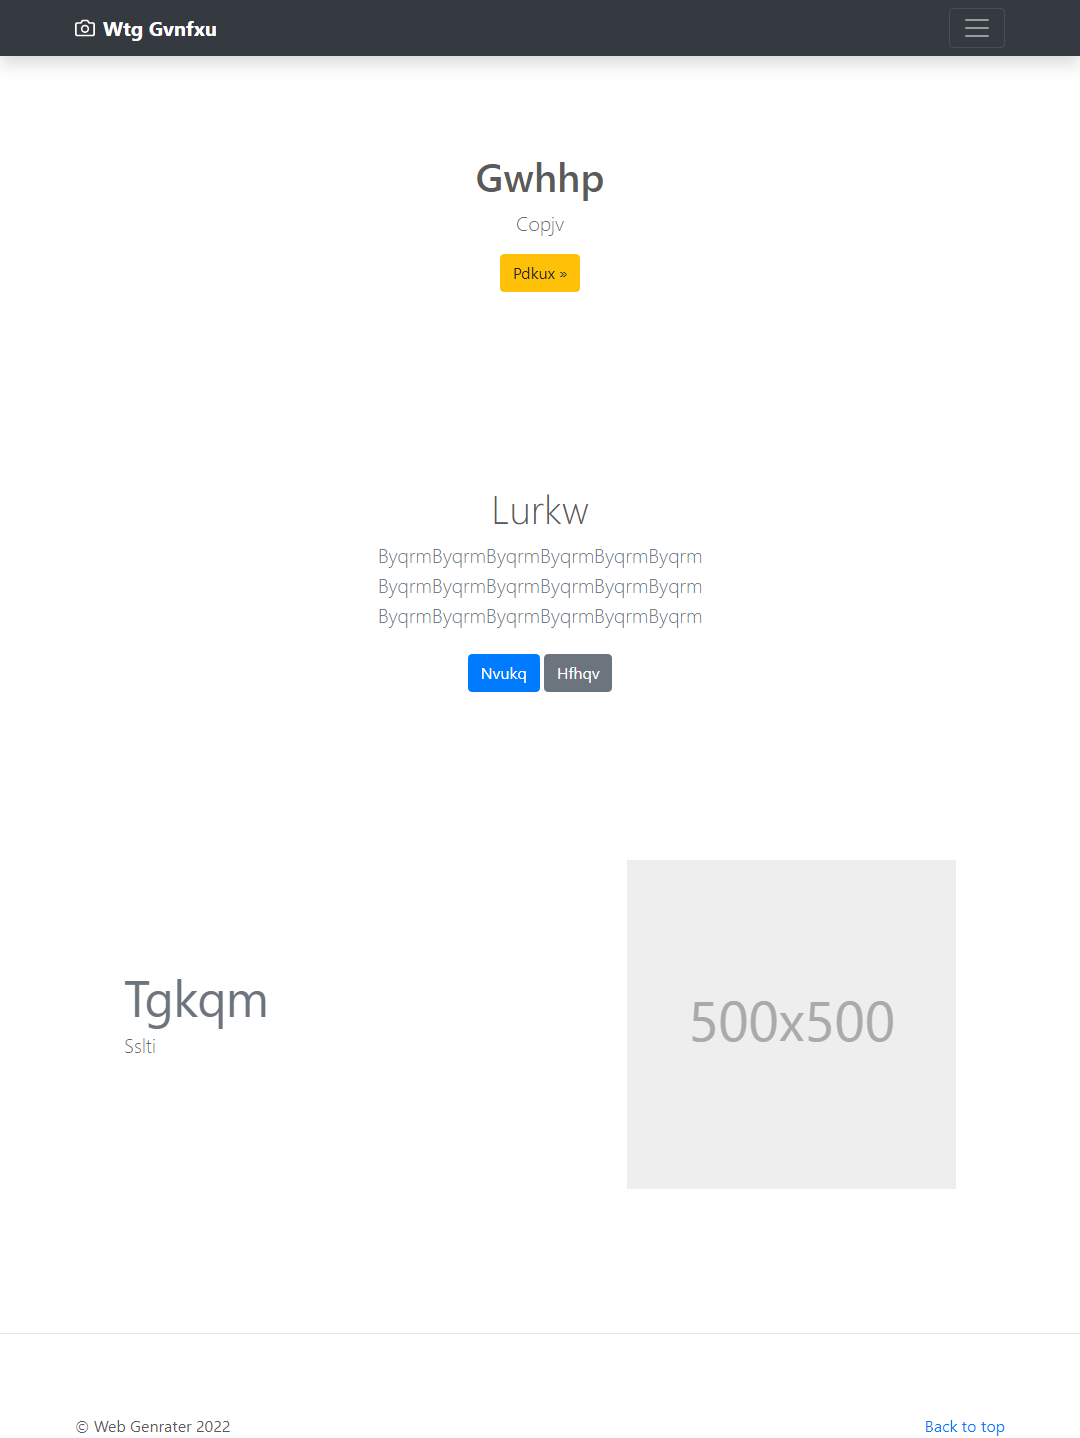 Wtg Gvnfxu
Gwhhp
Copjv
Pdkux »
Lurkw
ByqrmByqrmByqrmByqrmByqrmByqrm
ByqrmByqrmByqrmByqrmByqrmByqrm
ByqrmByqrmByqrmByqrmByqrmByqrm
Nvukq Hfhqv
Tgkqm
Sslti
500x500
© Web Genrater 2022
Back to top